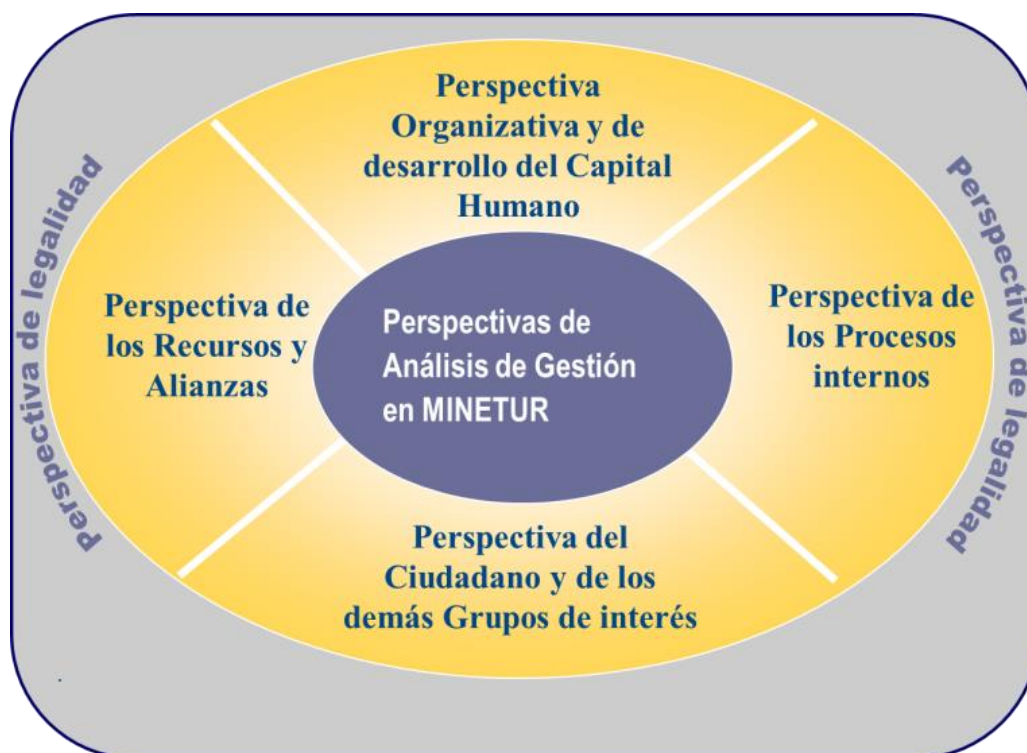 Perspectiva
Organizativa y de
desarrollo del Capital
Humano
Perspectiva de legalidad
Perspectiva de
los Recursos y
Alianzas
Perspectivas de
Análisis de Gestión
en MINETUR
Perspectiva de
los Procesos
internos
Perspectiva de legalidad
Perspectiva del
Ciudadano y de los
demás Grupos de interés